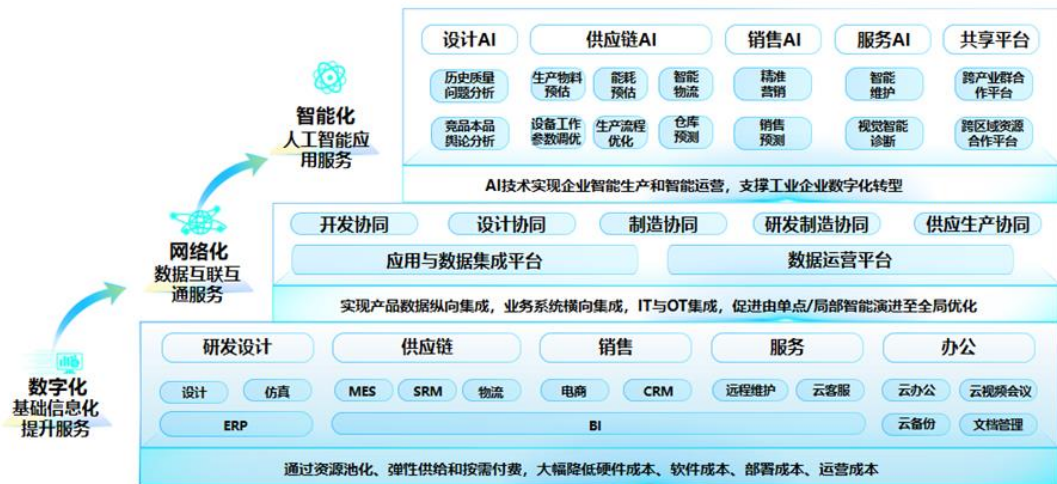 设计AI
供应链AI
销售AI
服务AI
共享平台
历史质量
问题分析
生产物料
预估
能耗
预估
智能
物流
精准
营销
智能
维护
跨产业群合
作平台
竞品本品
舆论分析
设备工作
参数调优
生产流程
优化
仓库
预测
销售
预测
视觉智能
诊断
跨区域资源
合作平台
AI技术实现企业智能生产和智能运营，支撑工业企业数字化转型
智能化
人工智能应
用服务
开发协同
设计协同
制造协同
研发制造协同
供应生产协同
应用与数据集成平台
数据运营平台
实现产品数据纵向集成，业务系统横向集成，IT与OT集成，促进由单点/局部智能演进至全局优化
网络化
数据互联互
通服务
研发设计
供应链
销售
服务
办公
设计
仿真
MES
SRM
物流
电商
CRM
远程维护
云客服
云办公
云视频会议
ERP
BI
云备份
文档管理
通过资源池化、弹性供给和按需付费，大幅降低硬件成本、软件成本、部署成本、运营成本
数字化
基础信息化
提升服务